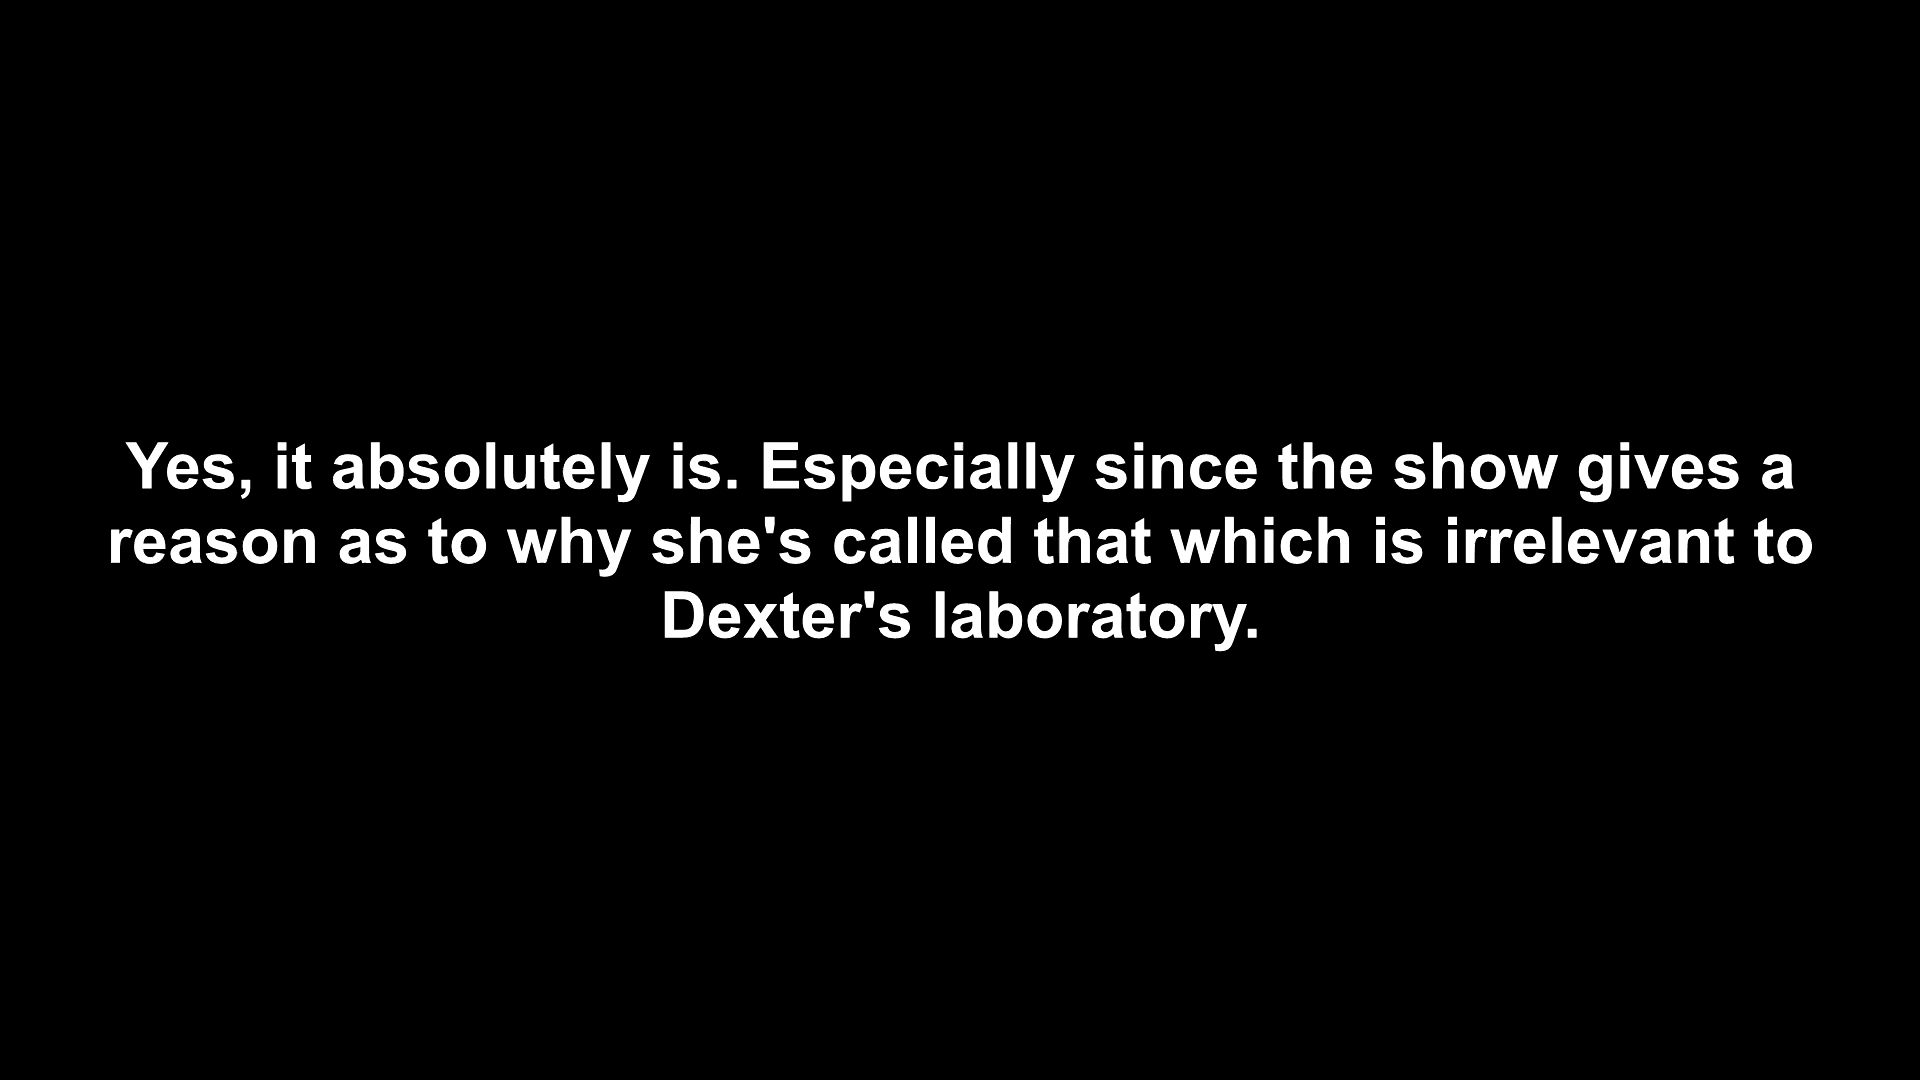 Yes, it absolutely is. Especially since the show gives a
reason as to why she's called that which is irrelevant to
Dexter's laboratory.